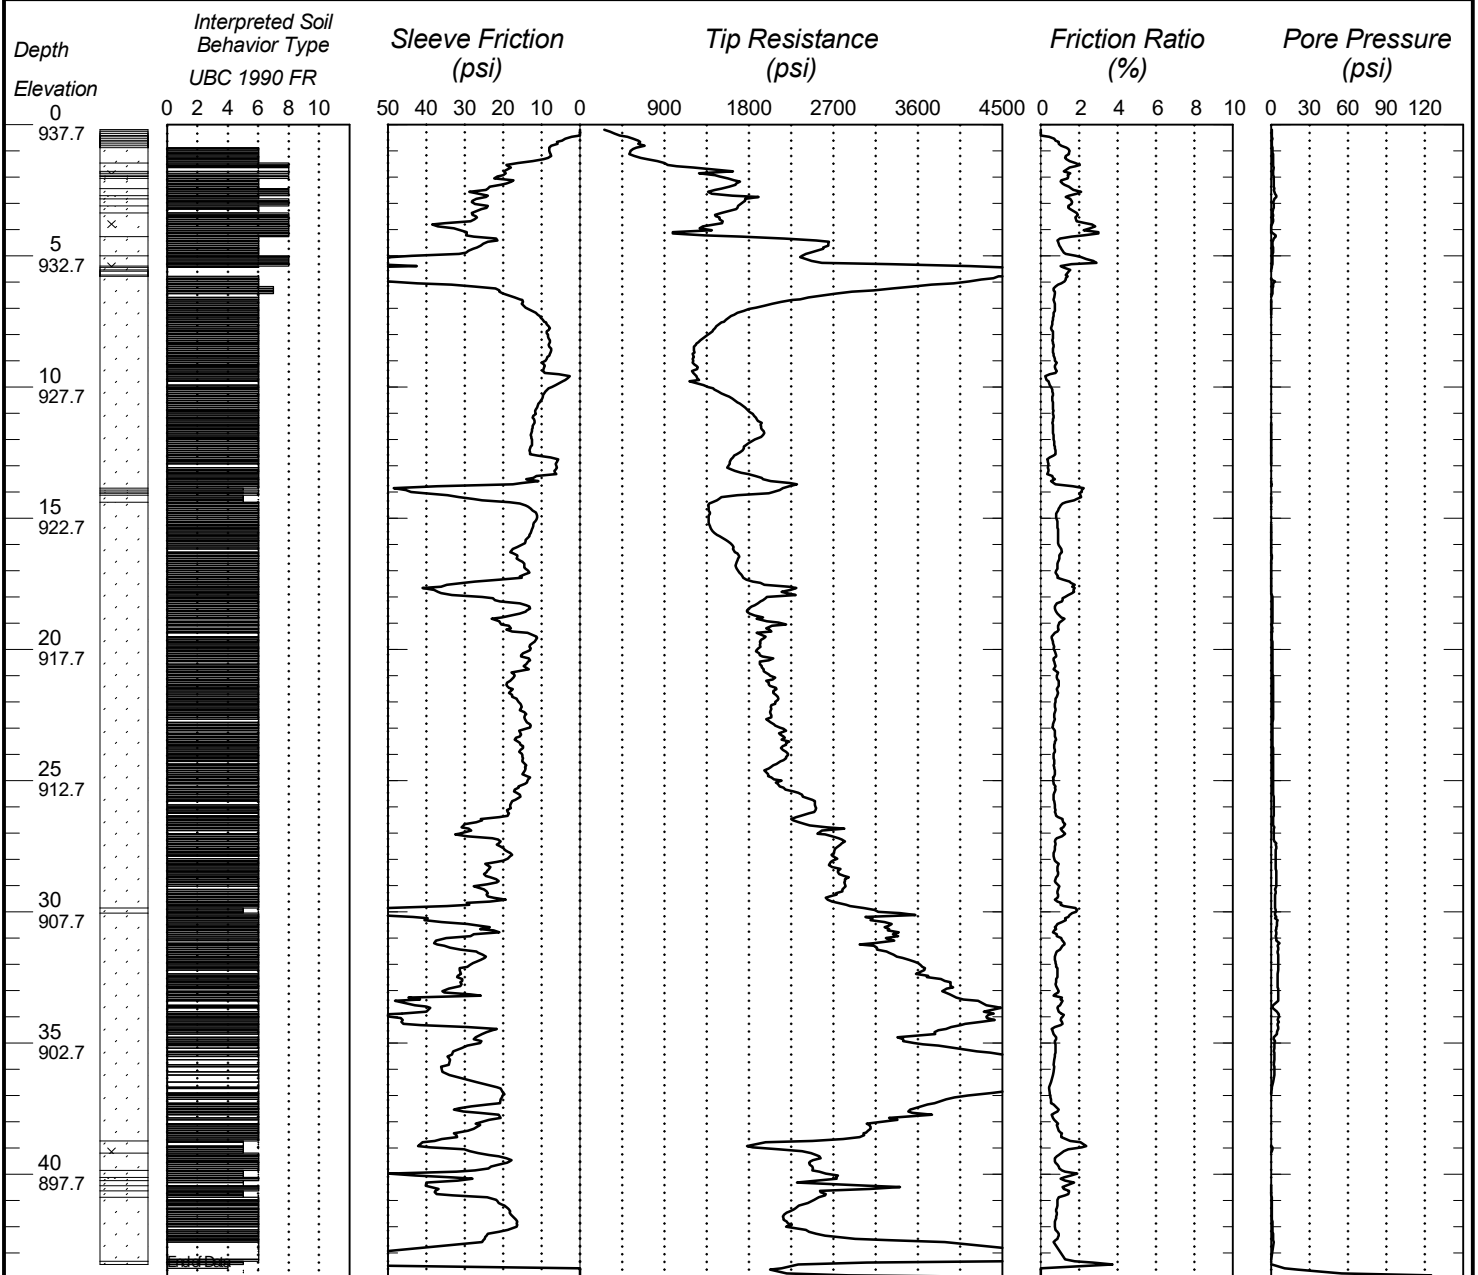 Interpreted Soil
Behavior Type
UBC 1990 FR
Sleeve Friction
(psi)
Tip Resistance
(psi)
Friction Ratio
(%)
Pore Pressure
(psi)
Depth
Elevation
0 2 4 6 8 10
50 40 30 20 10 0
900 1800 2700 3600 4500
0 2 4 6 8 10
0 30 60 90 120
0
937.7
5
932.7
10
927.7
15
922.7
20
917.7
25
912.7
30
907.7
35
902.7
40
897.7
End of Data